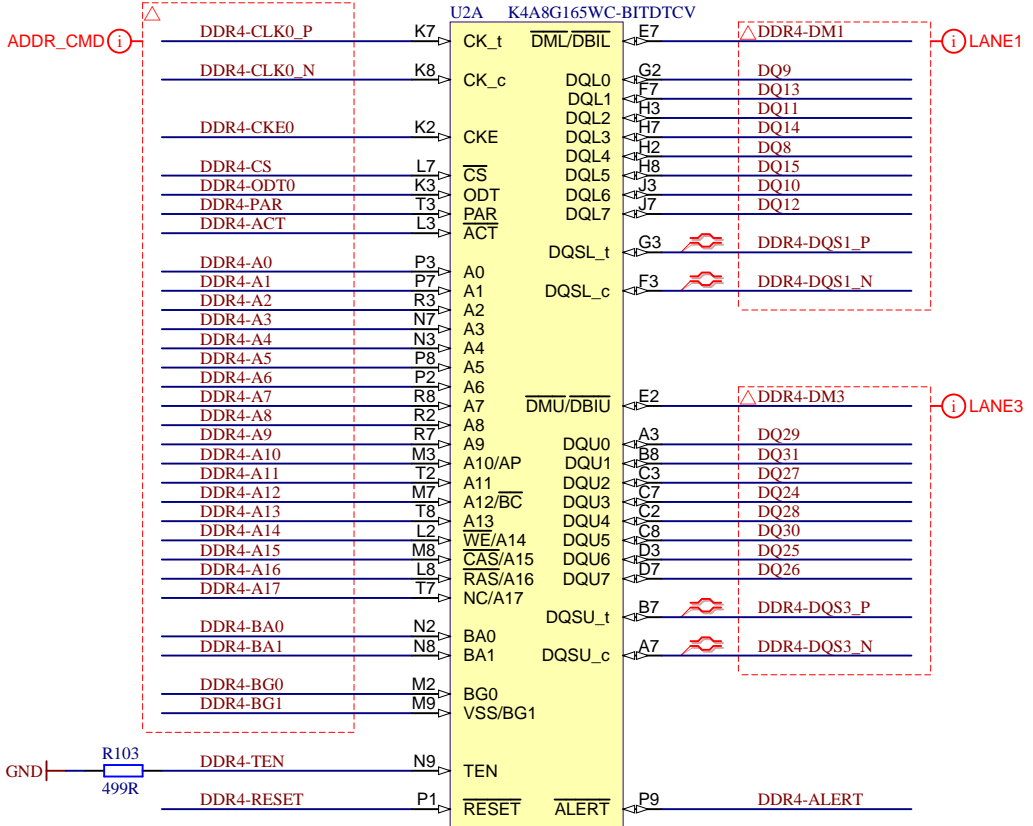 U2A K4A8G165WC-BITDTCV
ADDR_CMD i DDR4-CLK0_P K7 CK_t DML/DBIL E7 DDR4-DM1 i LANE1
DDR4-CLK0_N K8 CK_c DQL0 G2 DQ9
DQL1 F7 DQ13
DQL2 H3 DQ11
DDR4-CKE0 K2 CKE DQL3 H7 DQ14
DQL4 H2 DQ8
DDR4-CS L7 CS DQL5 H8 DQ15
DDR4-ODT0 K3 ODT DQL6 J3 DQ10
DDR4-PAR T3 PAR DQL7 J7 DQ12
DDR4-ACT L3 ACT
DQSL_t G3 DDR4-DQS1_P
DDR4-A0 P3 A0
DDR4-A1 P7 A1 DQSL_c F3 DDR4-DQS1_N
DDR4-A2 R3 A2
DDR4-A3 N7 A3
DDR4-A4 N3 A4
DDR4-A5 P8 A5
DDR4-A6 P2 A6
DDR4-A7 R8 A7 DMU/DBIU E2 DDR4-DM3 i LANE3
DDR4-A8 R2 A8
DDR4-A9 R7 A9 DQU0 A3 DQ29
DDR4-A10 M3 A10/AP DQU1 B8 DQ31
DDR4-A11 T2 A11 DQU2 C3 DQ27
DDR4-A12 M7 A12/BC DQU3 C7 DQ24
DDR4-A13 T8 A13 DQU4 C2 DQ28
DDR4-A14 L2 WE/A14 DQU5 C8 DQ30
DDR4-A15 M8 CAS/A15 DQU6 D3 DQ25
DDR4-A16 L8 RAS/A16 DQU7 D7 DQ26
DDR4-A17 T7 NC/A17
DQSU_t B7 DDR4-DQS3_P
DDR4-BA0 N2 BA0
DDR4-BA1 N8 BA1 DQSU_c A7 DDR4-DQS3_N
DDR4-BG0 M2 BG0
DDR4-BG1 M9 VSS/BG1
R103
GND DDR4-TEN N9 TEN
499R
DDR4-RESET P1 RESET ALERT P9 DDR4-ALERT